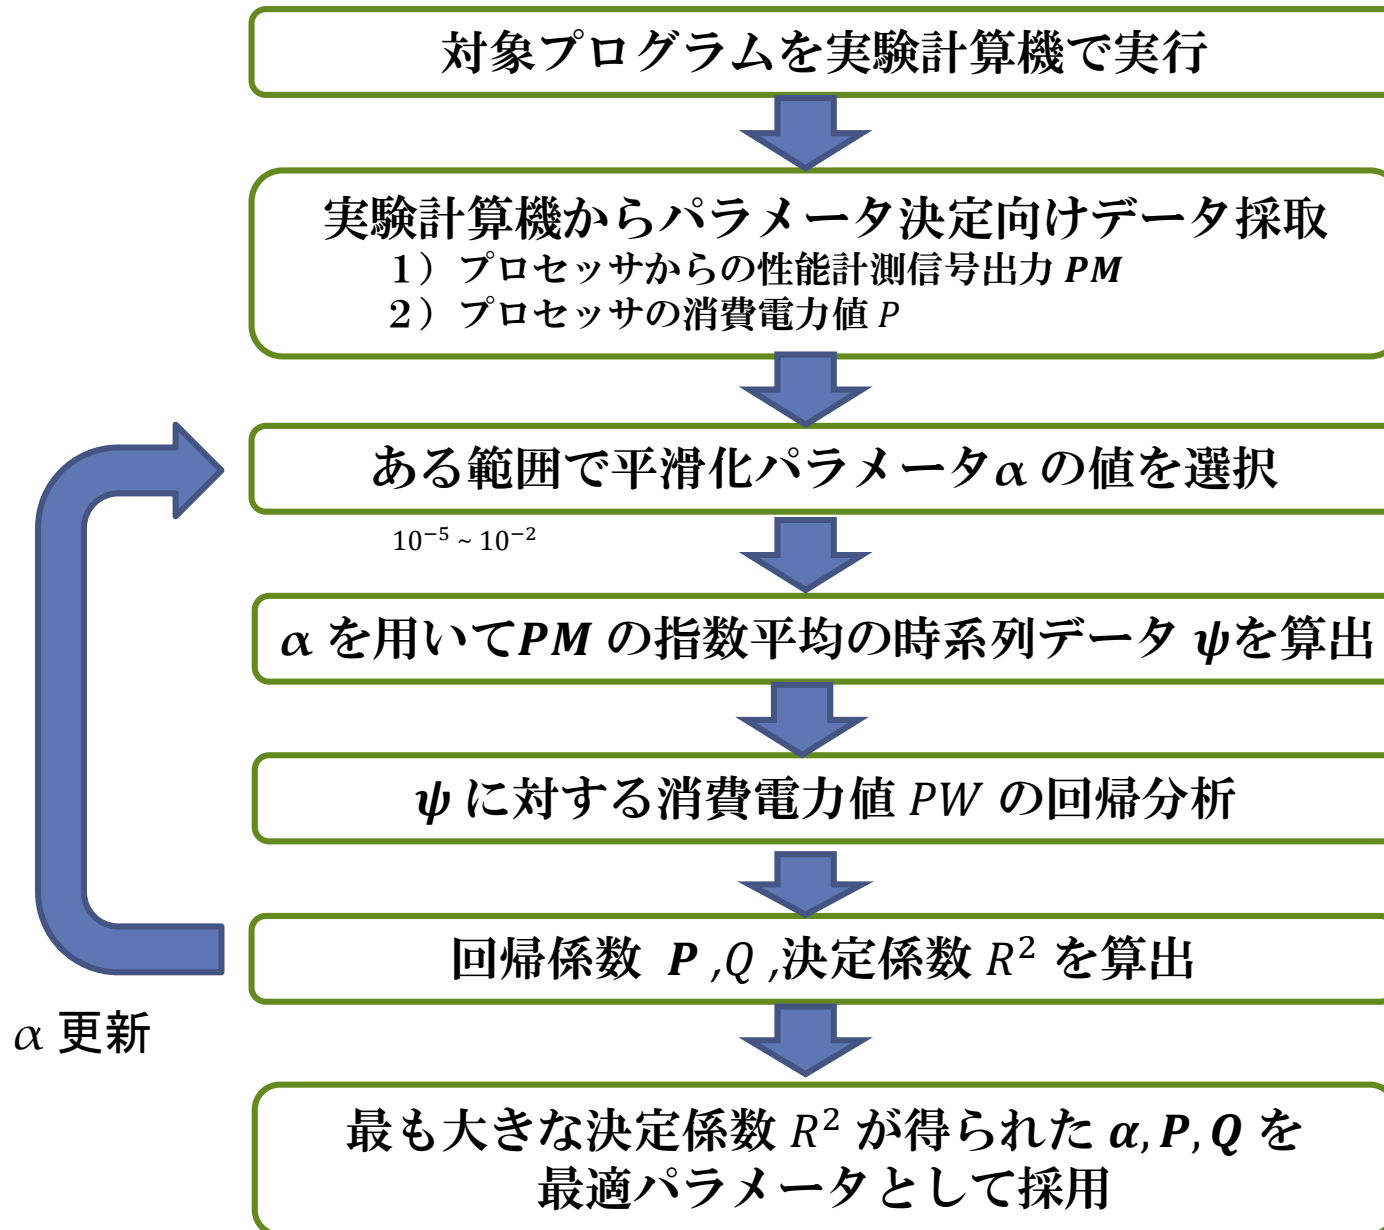 対象プログラムを実験計算機で実行
実験計算機からパラメータ決定向けデータ採取
１）プロセッサからの性能計測信号出力 PM
２）プロセッサの消費電力値 P
ある範囲で平滑化パラメータα の値を選択
10⁻⁵ ~ 10⁻²
α を用いてPM の指数平均の時系列データ ψを算出
ψ に対する消費電力値 PW の回帰分析
回帰係数 P ,Q ,決定係数 R² を算出
α 更新
最も大きな決定係数 R² が得られた α, P, Q を
最適パラメータとして採用